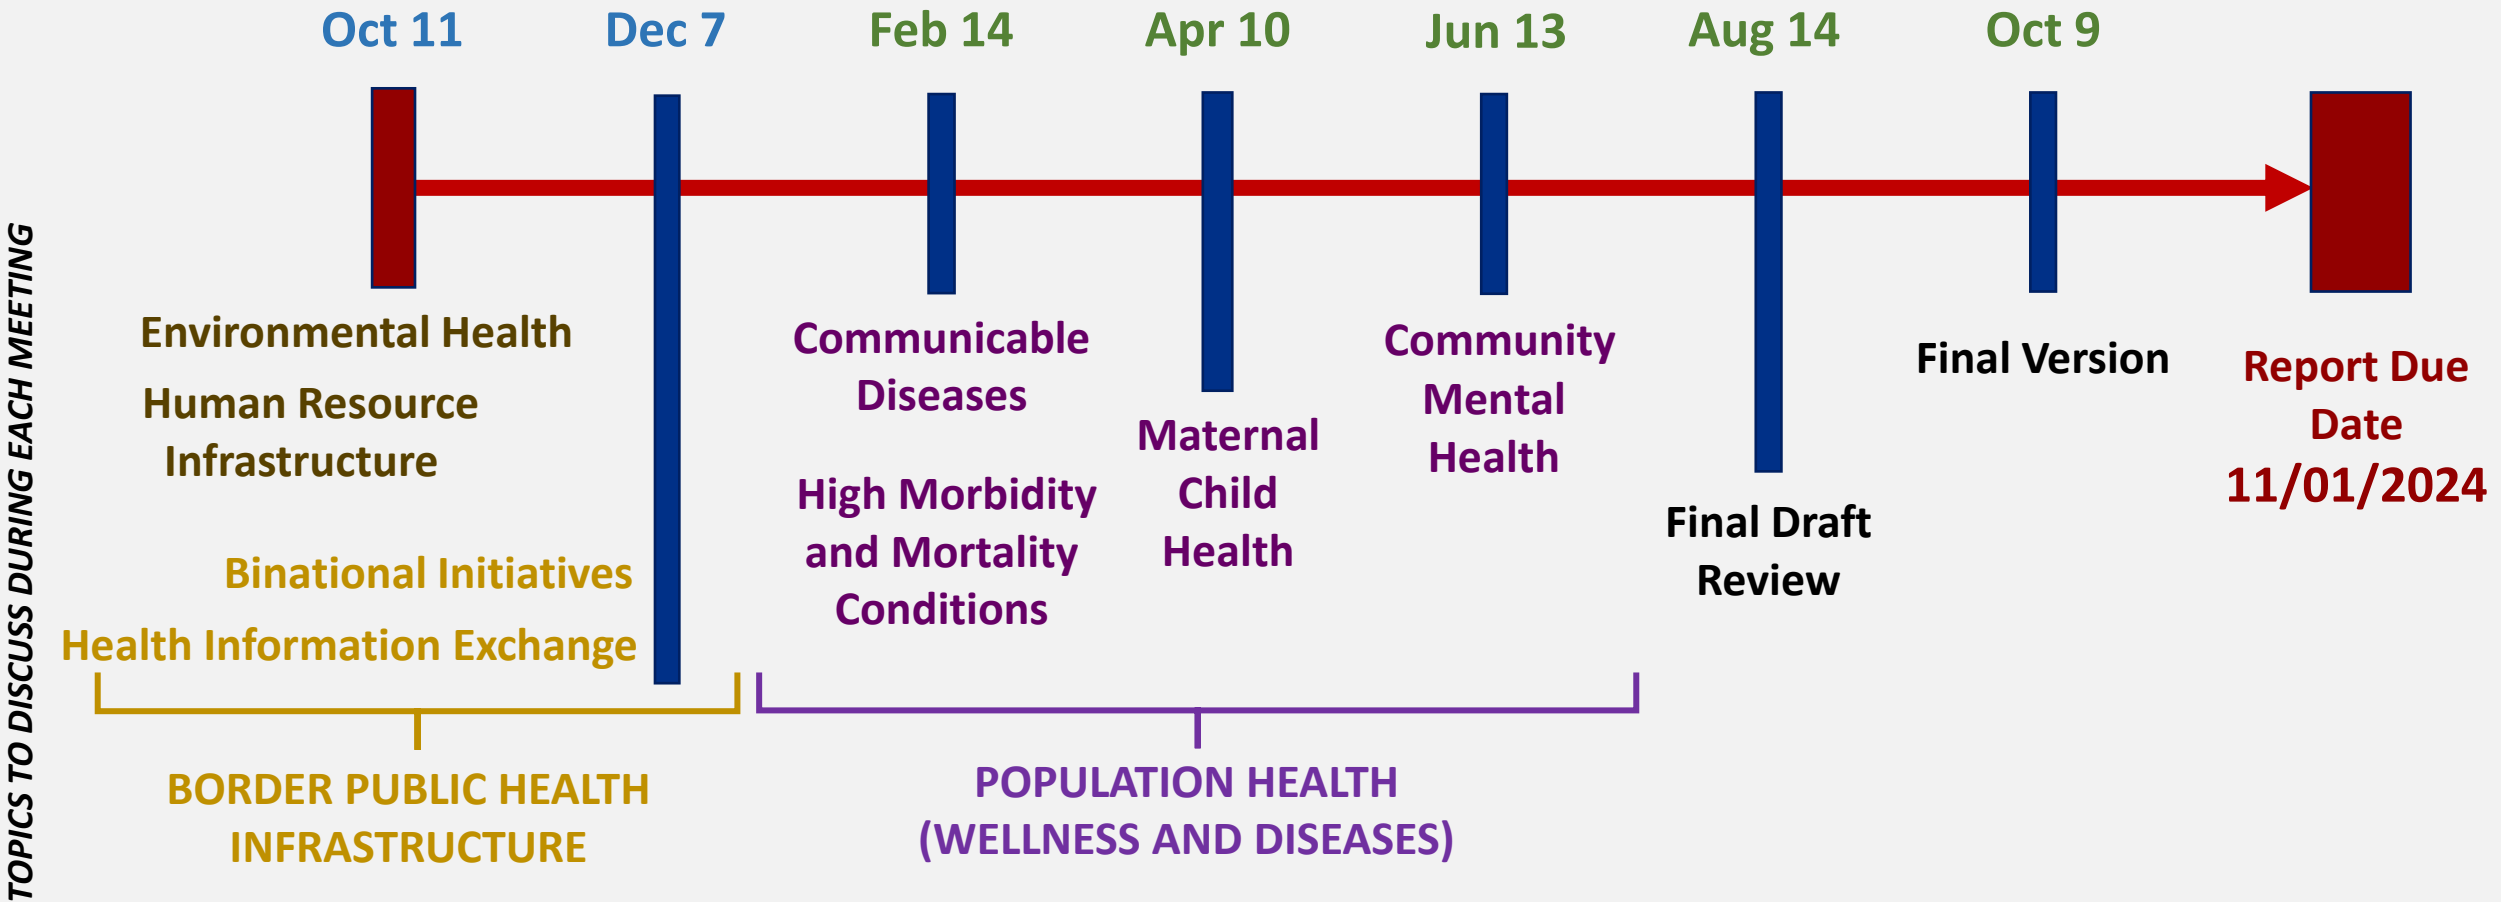 Oct 11
Dec 7
Feb 14
Apr 10
Jun 13
Aug 14
Oct 9
TOPICS TO DISCUSS DURING EACH MEETING
Environmental Health
Human Resource
Infrastructure
Binational Initiatives
Health Information Exchange
Communicable
Diseases
High Morbidity
and Mortality
Conditions
Maternal
Child
Health
Community
Mental
Health
Final Draft
Review
Final Version
Report Due
Date
11/01/2024
BORDER PUBLIC HEALTH
INFRASTRUCTURE
POPULATION HEALTH
(WELLNESS AND DISEASES)